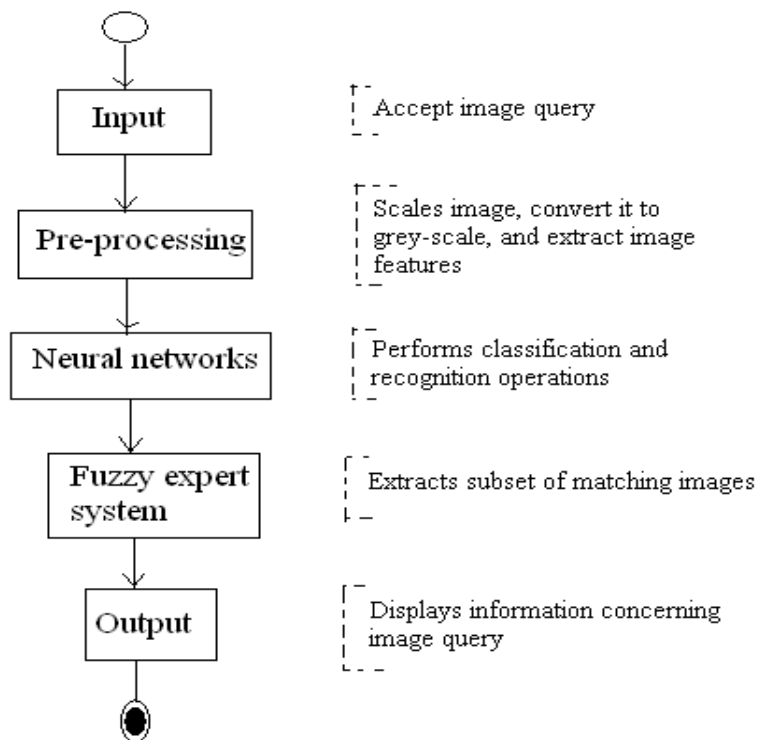 Input
Accept image query
Pre-processing
Scales image, convert it to
grey-scale, and extract image
features
Neural networks
Performs classification and
recognition operations
Fuzzy expert
system
Extracts subset of matching images
Output
Displays information concerning
image query